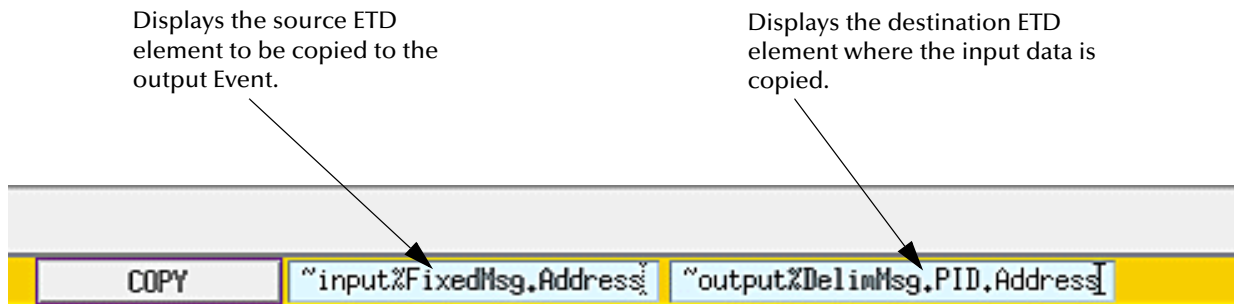 Displays the source ETD
element to be copied to the
output Event.
Displays the destination ETD
element where the input data is
copied.
COPY ~input%FixedMsg.Address ~output%DelimMsg.PID.Address